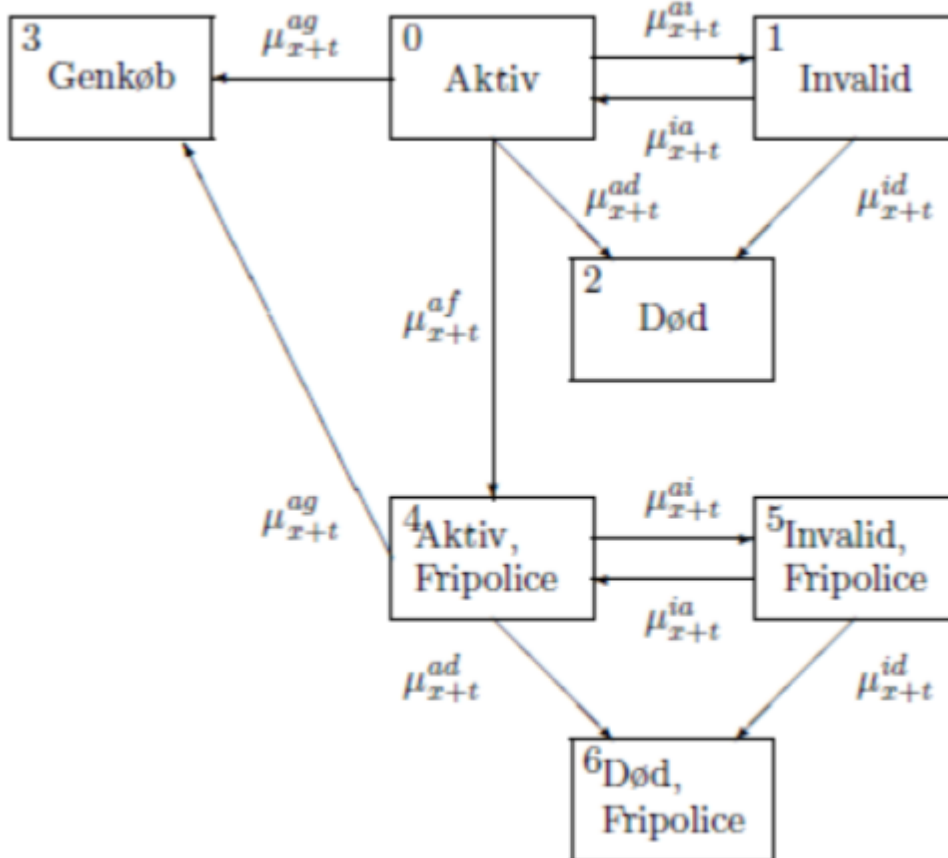 3
Genkøb
μ^{ag}_{x+t}
0
Aktiv
μ^{ai}_{x+t}
1
Invalid
μ^{ia}_{x+t}
μ^{ad}_{x+t}
μ^{id}_{x+t}
2
Død
μ^{af}_{x+t}
μ^{ag}_{x+t}
4
Aktiv,
Fripolice
μ^{ai}_{x+t}
5
Invalid,
Fripolice
μ^{ia}_{x+t}
μ^{ad}_{x+t}
μ^{id}_{x+t}
6
Død,
Fripolice